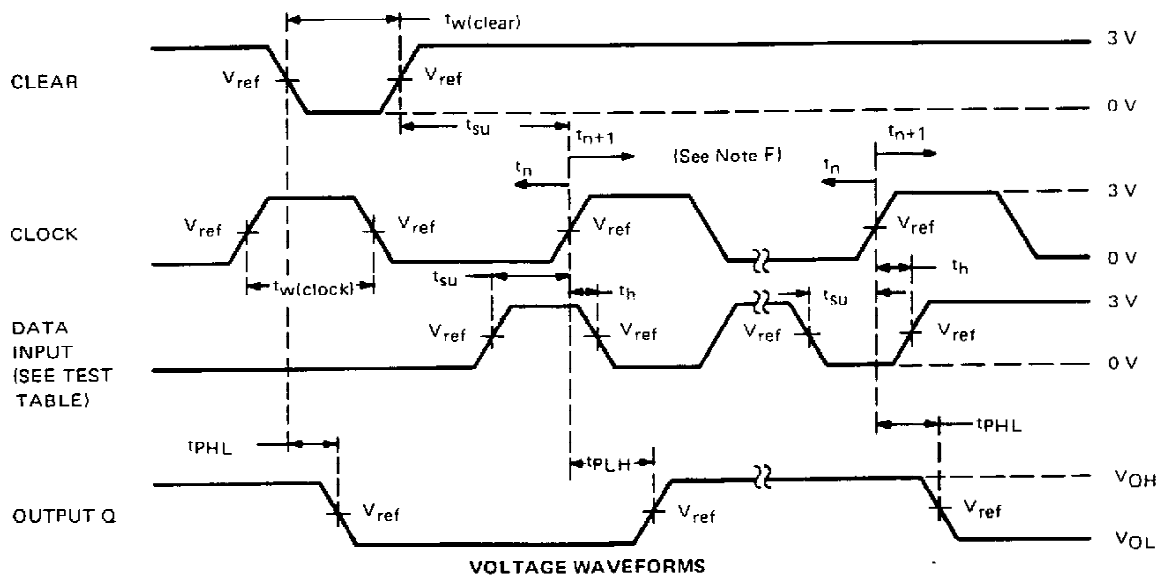 tw(clear)
3 V
CLEAR
Vref
Vref
0 V
tsu
tn+1
(See Note F)
tn+1
tn
tn
3 V
CLOCK
Vref
Vref
Vref
Vref
0 V
tw(clock)
tsu
th
tsu
th
3 V
DATA
INPUT
(SEE TEST
TABLE)
Vref
Vref
Vref
Vref
0 V
tPHL
tPLH
tPHL
VOH
OUTPUT Q
Vref
Vref
Vref
VOL
VOLTAGE WAVEFORMS